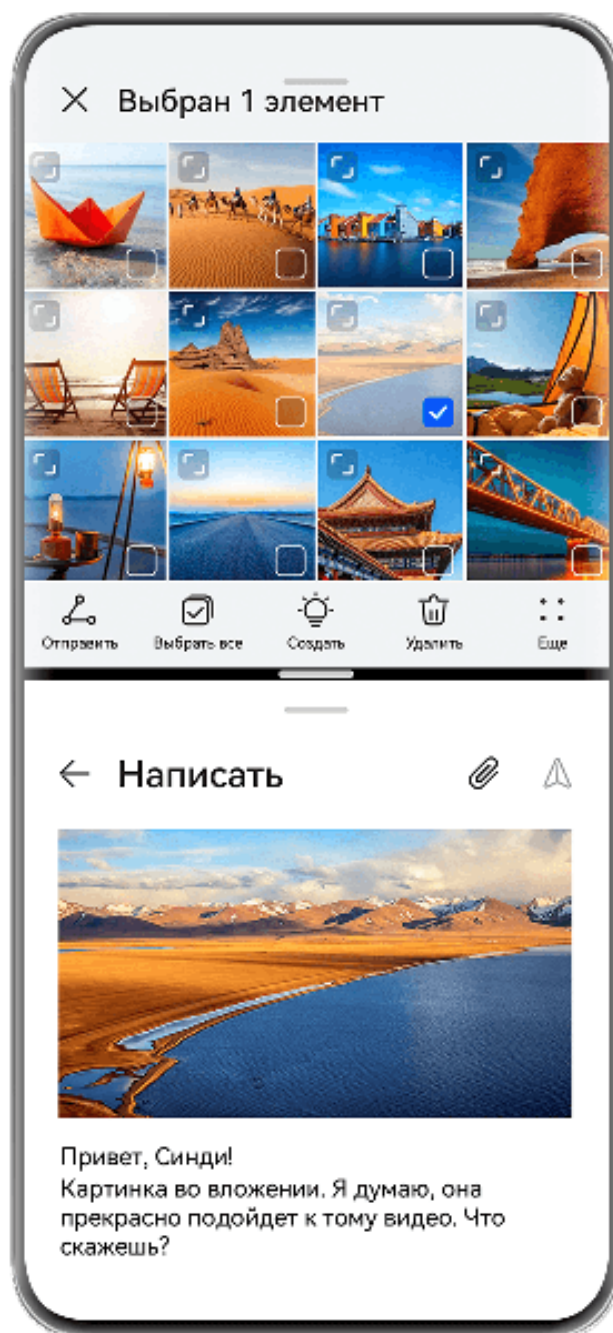 Выбран 1 элемент
Отправить
Выбрать все
Создать
Удалить
Еще
Написать
Привет, Синди!
Картинка во вложении. Я думаю, она
прекрасно подойдет к тому видео. Что
скажешь?